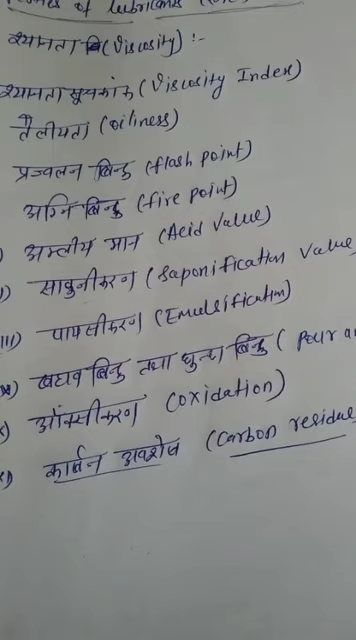 of lubricants
श्यानता (Viscosity) :-
श्यानता सूचकांक (Viscosity Index)
तैलीयता (oiliness)
प्रज्वलन बिन्दु (flash point)
अग्नि बिन्दु (fire point)
अम्लीय मान (Acid Value)
साबुनीकरण (Saponification Value)
III) पायसीकरण (Emulsification)
बहाव बिन्दु तथा बिन्दु (Pour
ऑक्सीकरण (oxidation)
कार्बन अवशेष (Carbon residue